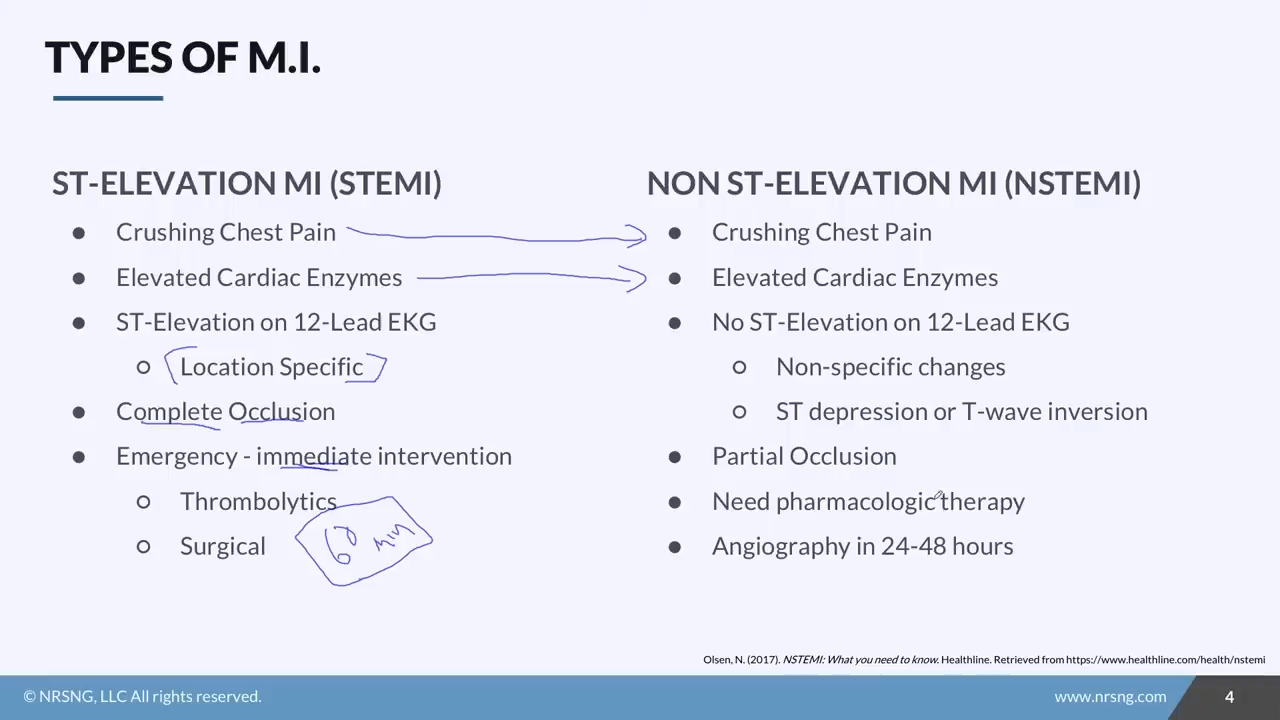 TYPES OF M.I.
ST-ELEVATION MI (STEMI)
● Crushing Chest Pain
● Elevated Cardiac Enzymes
● ST-Elevation on 12-Lead EKG
○ Location Specific
● Complete Occlusion
● Emergency - immediate intervention
○ Thrombolytics
○ Surgical
60 min
NON ST-ELEVATION MI (NSTEMI)
● Crushing Chest Pain
● Elevated Cardiac Enzymes
● No ST-Elevation on 12-Lead EKG
○ Non-specific changes
○ ST depression or T-wave inversion
● Partial Occlusion
● Need pharmacologic therapy
● Angiography in 24-48 hours
Olsen, N. (2017). NSTEMI: What you need to know. Healthline. Retrieved from https://www.healthline.com/health/nstemi
© NRSNG, LLC All rights reserved.
www.nrsng.com
4